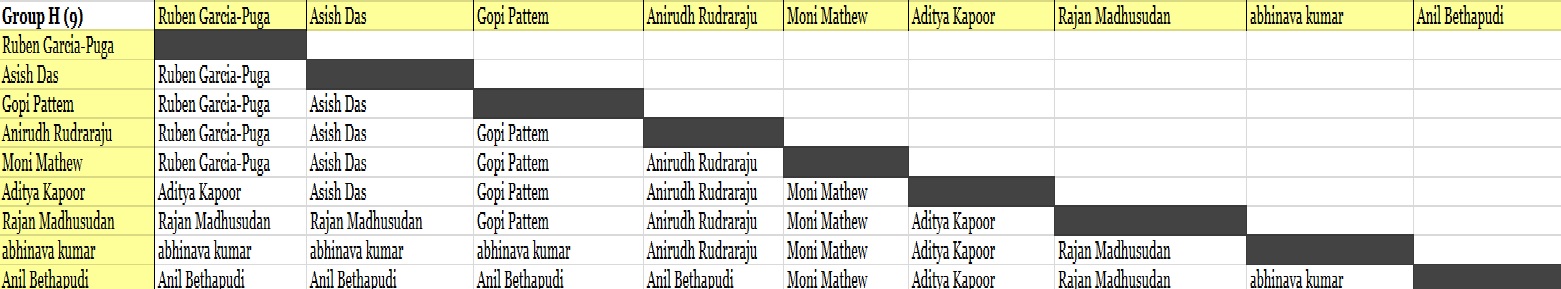 Group H (9) Ruben Garcia-Puga Asish Das Gopi Pattem Anirudh Rudraraju Moni Mathew Aditya Kapoor Rajan Madhusudan abhinava kumar Anil Bethapudi
Ruben Garcia-Puga
Asish Das Ruben Garcia-Puga
Gopi Pattem Ruben Garcia-Puga Asish Das
Anirudh Rudraraju Ruben Garcia-Puga Asish Das Gopi Pattem
Moni Mathew Ruben Garcia-Puga Asish Das Gopi Pattem Anirudh Rudraraju
Aditya Kapoor Aditya Kapoor Asish Das Gopi Pattem Anirudh Rudraraju Moni Mathew
Rajan Madhusudan Rajan Madhusudan Rajan Madhusudan Gopi Pattem Anirudh Rudraraju Moni Mathew Aditya Kapoor
abhinava kumar abhinava kumar abhinava kumar abhinava kumar Anirudh Rudraraju Moni Mathew Aditya Kapoor Rajan Madhusudan
Anil Bethapudi Anil Bethapudi Anil Bethapudi Anil Bethapudi Anil Bethapudi Moni Mathew Aditya Kapoor Rajan Madhusudan abhinava kumar